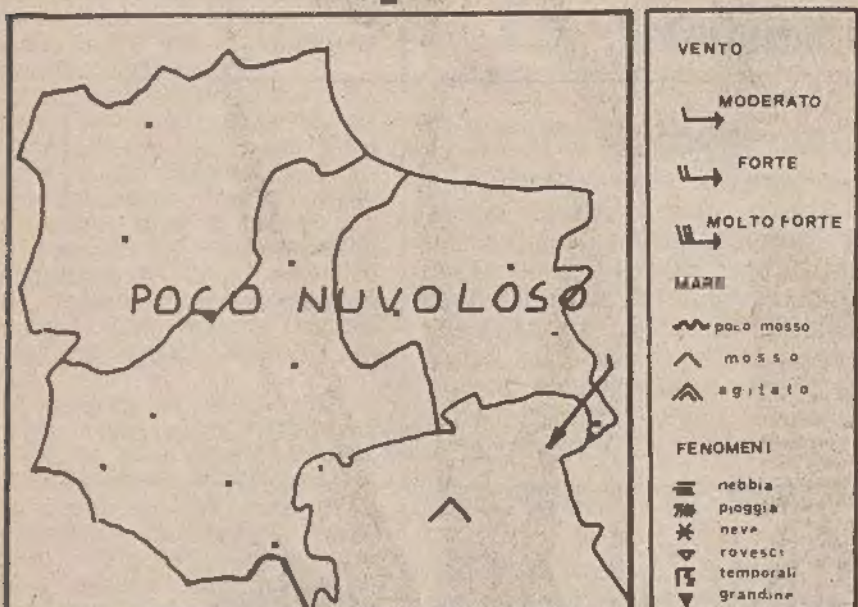 POCO NUVOLOSO
VENTO
MODERATO
FORTE
MOLTO FORTE
MARE
poco mosso
mosso
agitato
FENOMENI
nebbia
pioggia
neve
rovesci
temporali
grandine